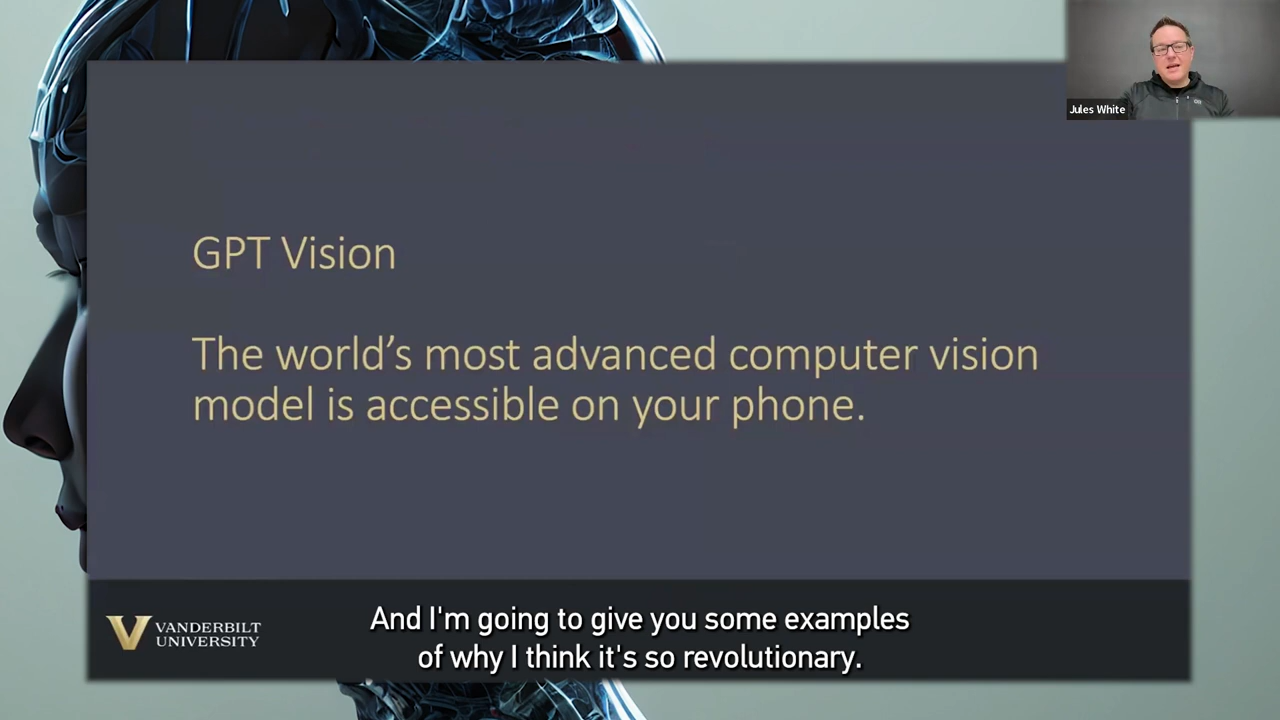 Jules White
GPT Vision
The world’s most advanced computer vision
model is accessible on your phone.
VANDERBILT
UNIVERSITY
And I'm going to give you some examples
of why I think it's so revolutionary.